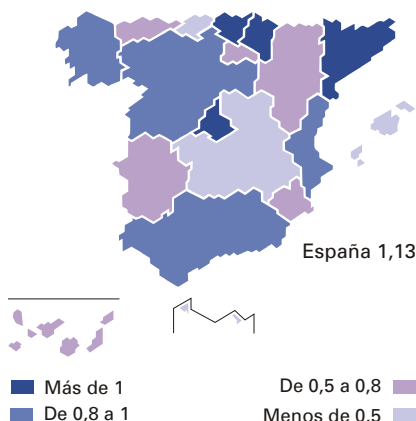 España 1,13
Más de 1
De 0,8 a 1
De 0,5 a 0,8
Menos de 0,5